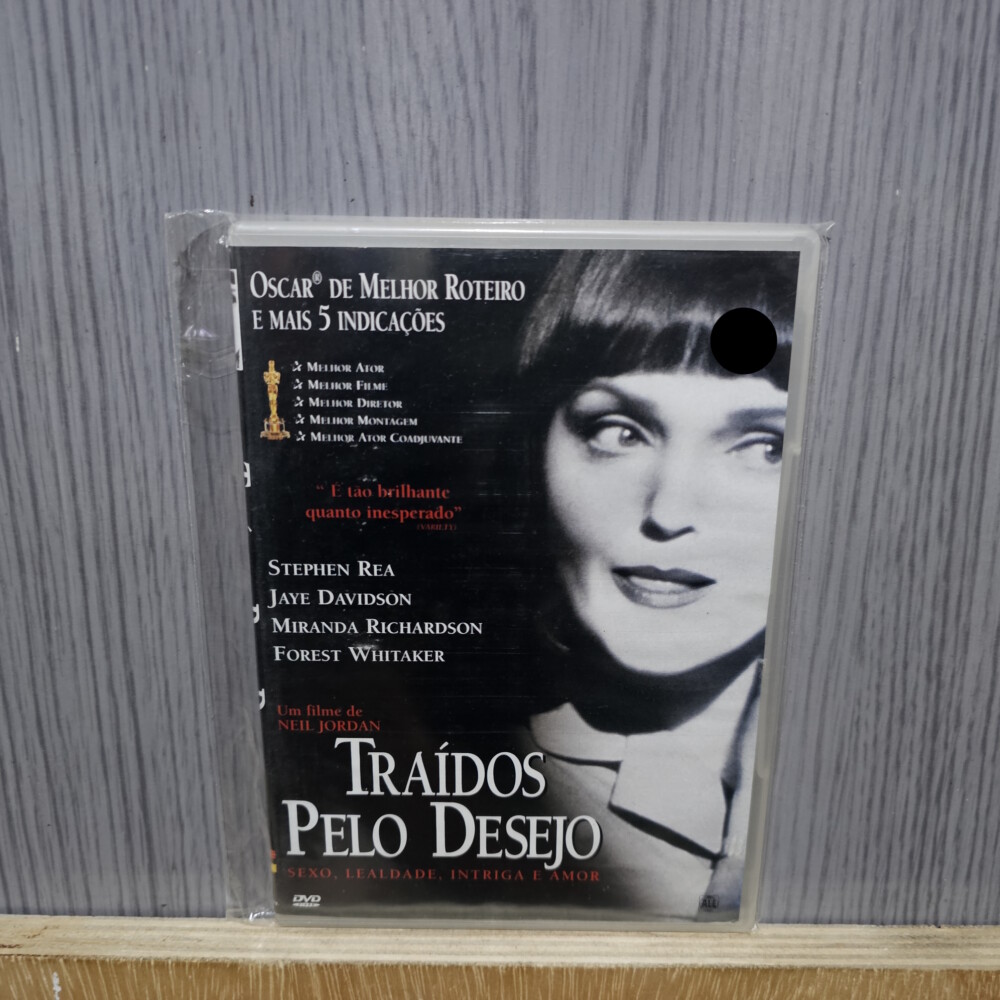 OSCAR® DE MELHOR ROTEIRO
E MAIS 5 INDICAÇÕES
MELHOR ATOR
MELHOR FILME
MELHOR DIRETOR
MELHOR MONTAGEM
MELHOR ATOR COADJUVANTE
“É tão brilhante
quanto inesperado”
(VARIETY)
STEPHEN REA
JAYE DAVIDSON
MIRANDA RICHARDSON
FOREST WHITAKER
Um filme de
NEIL JORDAN
TRAÍDOS
PELO DESEJO
SEXO, LEALDADE, INTRIGA E AMOR
DVD